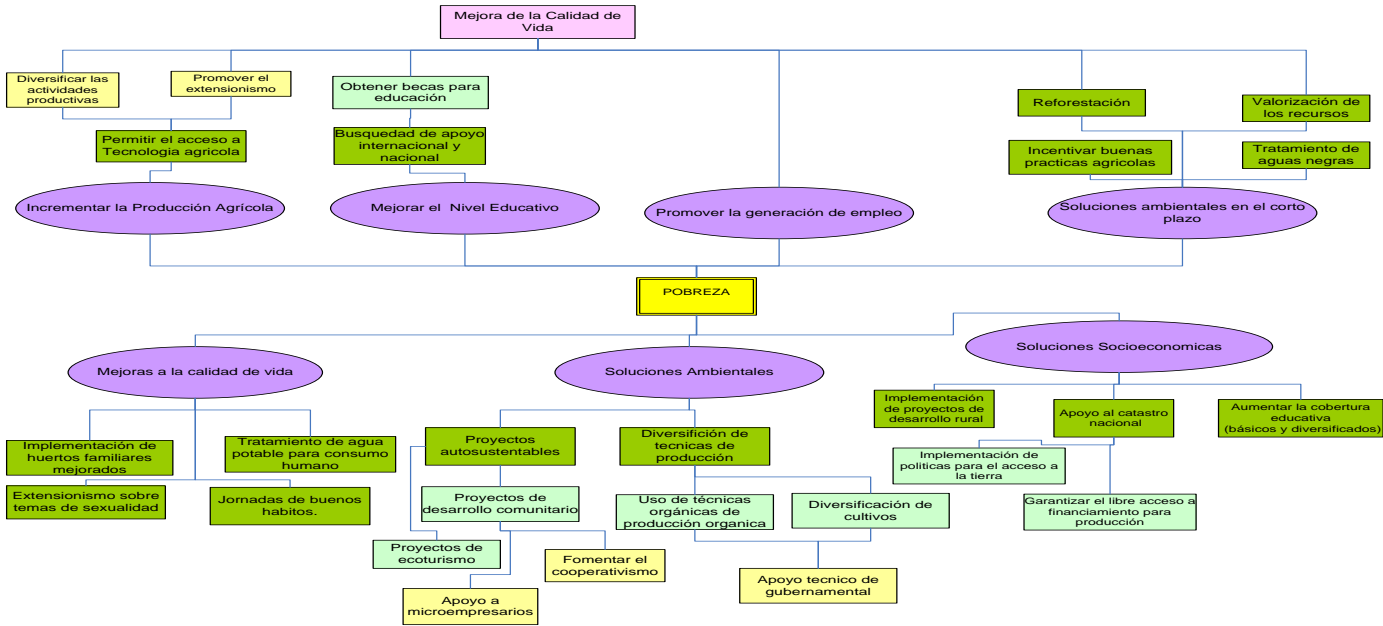 Mejora de la Calidad de
Vida
Diversificar las
actividades
productivas
Promover el
extensionismo
Obtener becas para
educación
Reforestación
Valorización de
los recursos
Permitir el acceso a
Tecnologia agricola
Busquedad de apoyo
internacional y
nacional
Incentivar buenas
practicas agricolas
Tratamiento de
aguas negras
Incrementar la Producción Agrícola
Mejorar el Nivel Educativo
Promover la generación de empleo
Soluciones ambientales en el corto
plazo
POBREZA
Mejoras a la calidad de vida
Soluciones Ambientales
Soluciones Socioeconomicas
Implementación de
huertos familiares
mejorados
Tratamiento de agua
potable para consumo
humano
Extensionismo sobre
temas de sexualidad
Jornadas de buenos
habitos.
Proyectos
autosustentables
Diversifición de
tecnicas de
producción
Proyectos de
desarrollo comunitario
Uso de técnicas
orgánicas de
producción organica
Diversificación de
cultivos
Proyectos de
ecoturismo
Fomentar el
cooperativismo
Apoyo a
microempresarios
Apoyo tecnico de
gubernamental
Implementación
de proyectos de
desarrollo rural
Apoyo al catastro
nacional
Aumentar la cobertura
educativa
(básicos y diversificados)
Implementación de
politicas para el acceso a
la tierra
Garantizar el libre acceso a
financiamiento para
producción